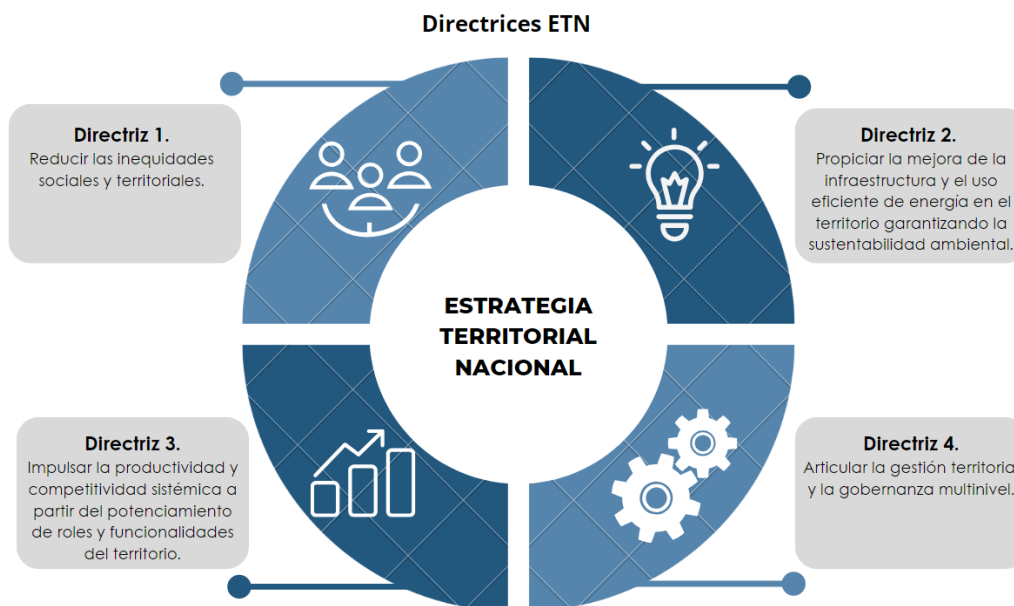 Directrices ETN
Directriz 1.
Reducir las inequidades
sociales y territoriales.
Directriz 2.
Propiciar la mejora de la
infraestructura y el uso
eficiente de energía en el
territorio garantizando la
sustentabilidad ambiental.
ESTRATEGIA
TERRITORIAL
NACIONAL
Directriz 3.
Impulsar la productividad y
competitividad sistémica a
partir del potenciamiento
de roles y funcionalidades
del territorio.
Directriz 4.
Articular la gestión territoria
y la gobernanza multinivel.